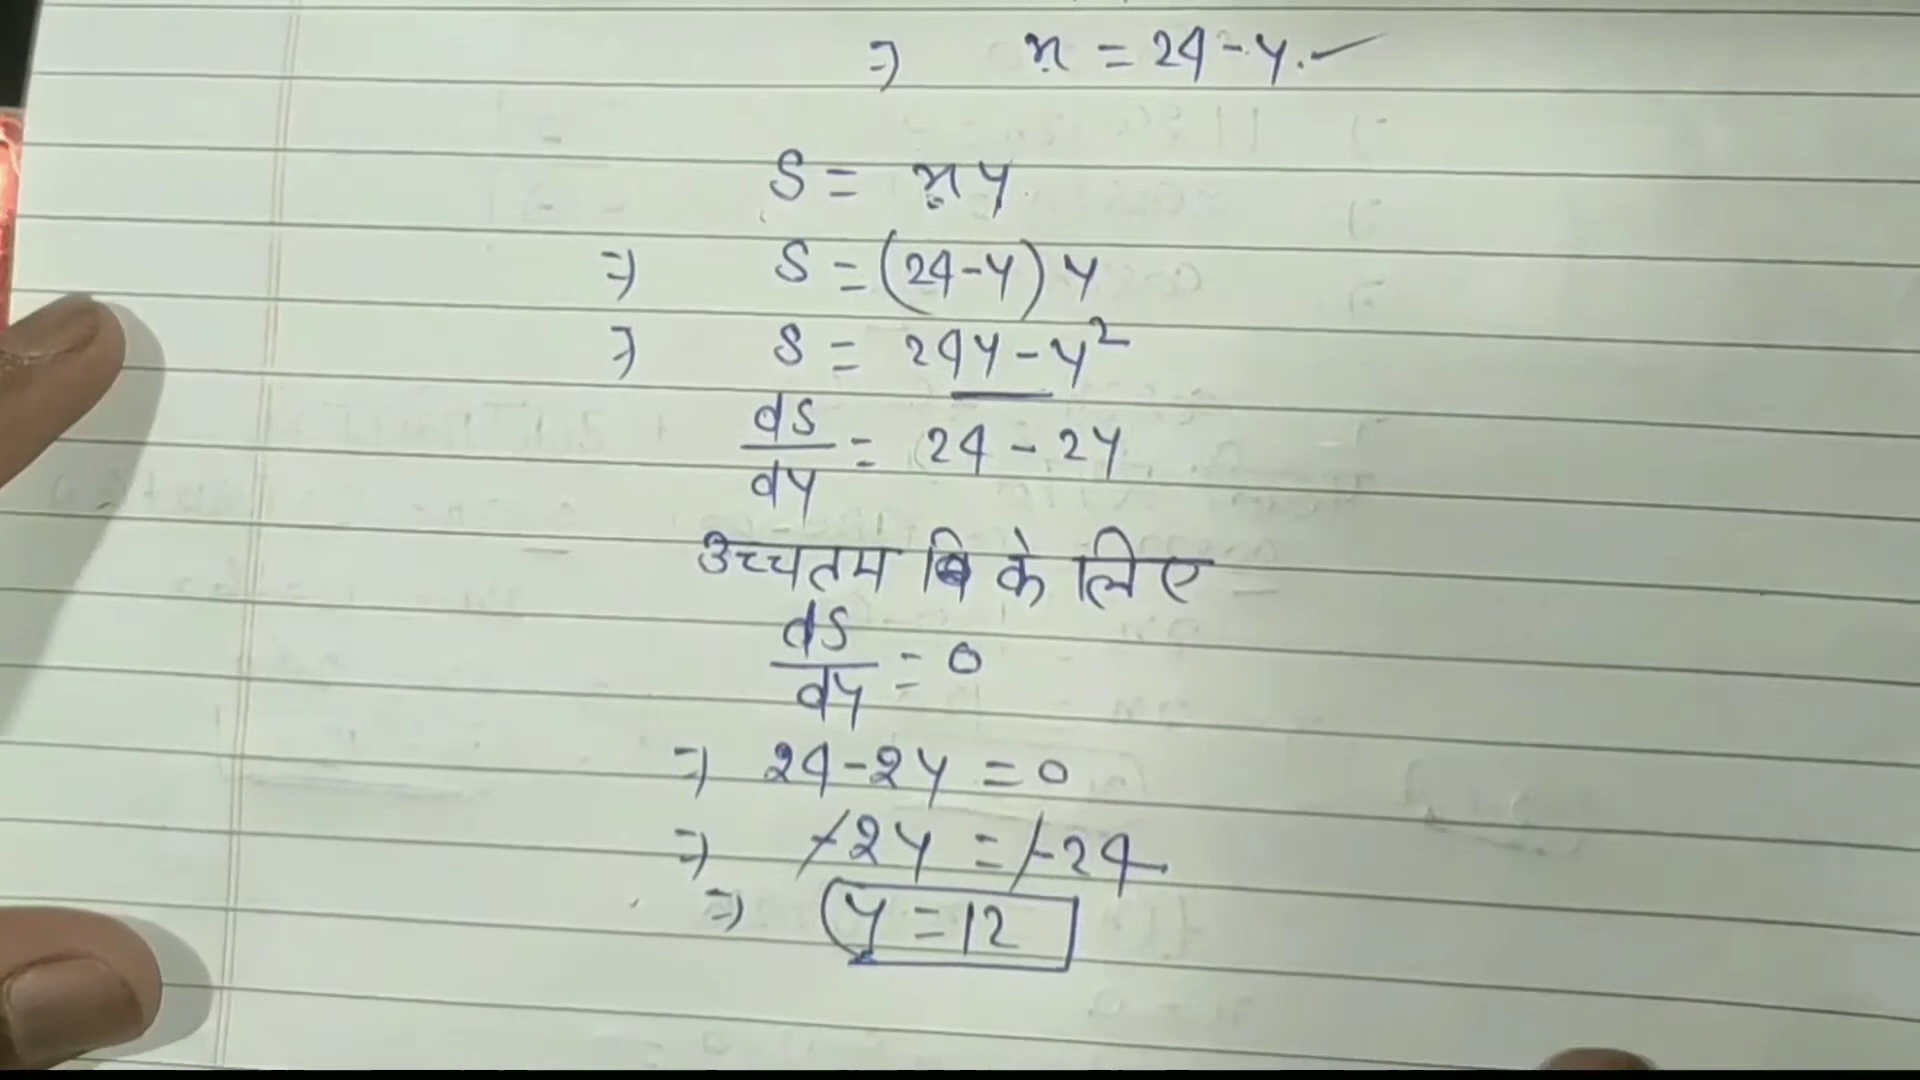 ⇒ x = 24 - y.
S = xy
⇒ S = (24-y) y
⇒ S = 24y - y²
dS/dy = 24 - 2y
उच्चतम के लिए
dS/dy = 0
⇒ 24-2y = 0
⇒ -2y = -24
⇒ y = 12